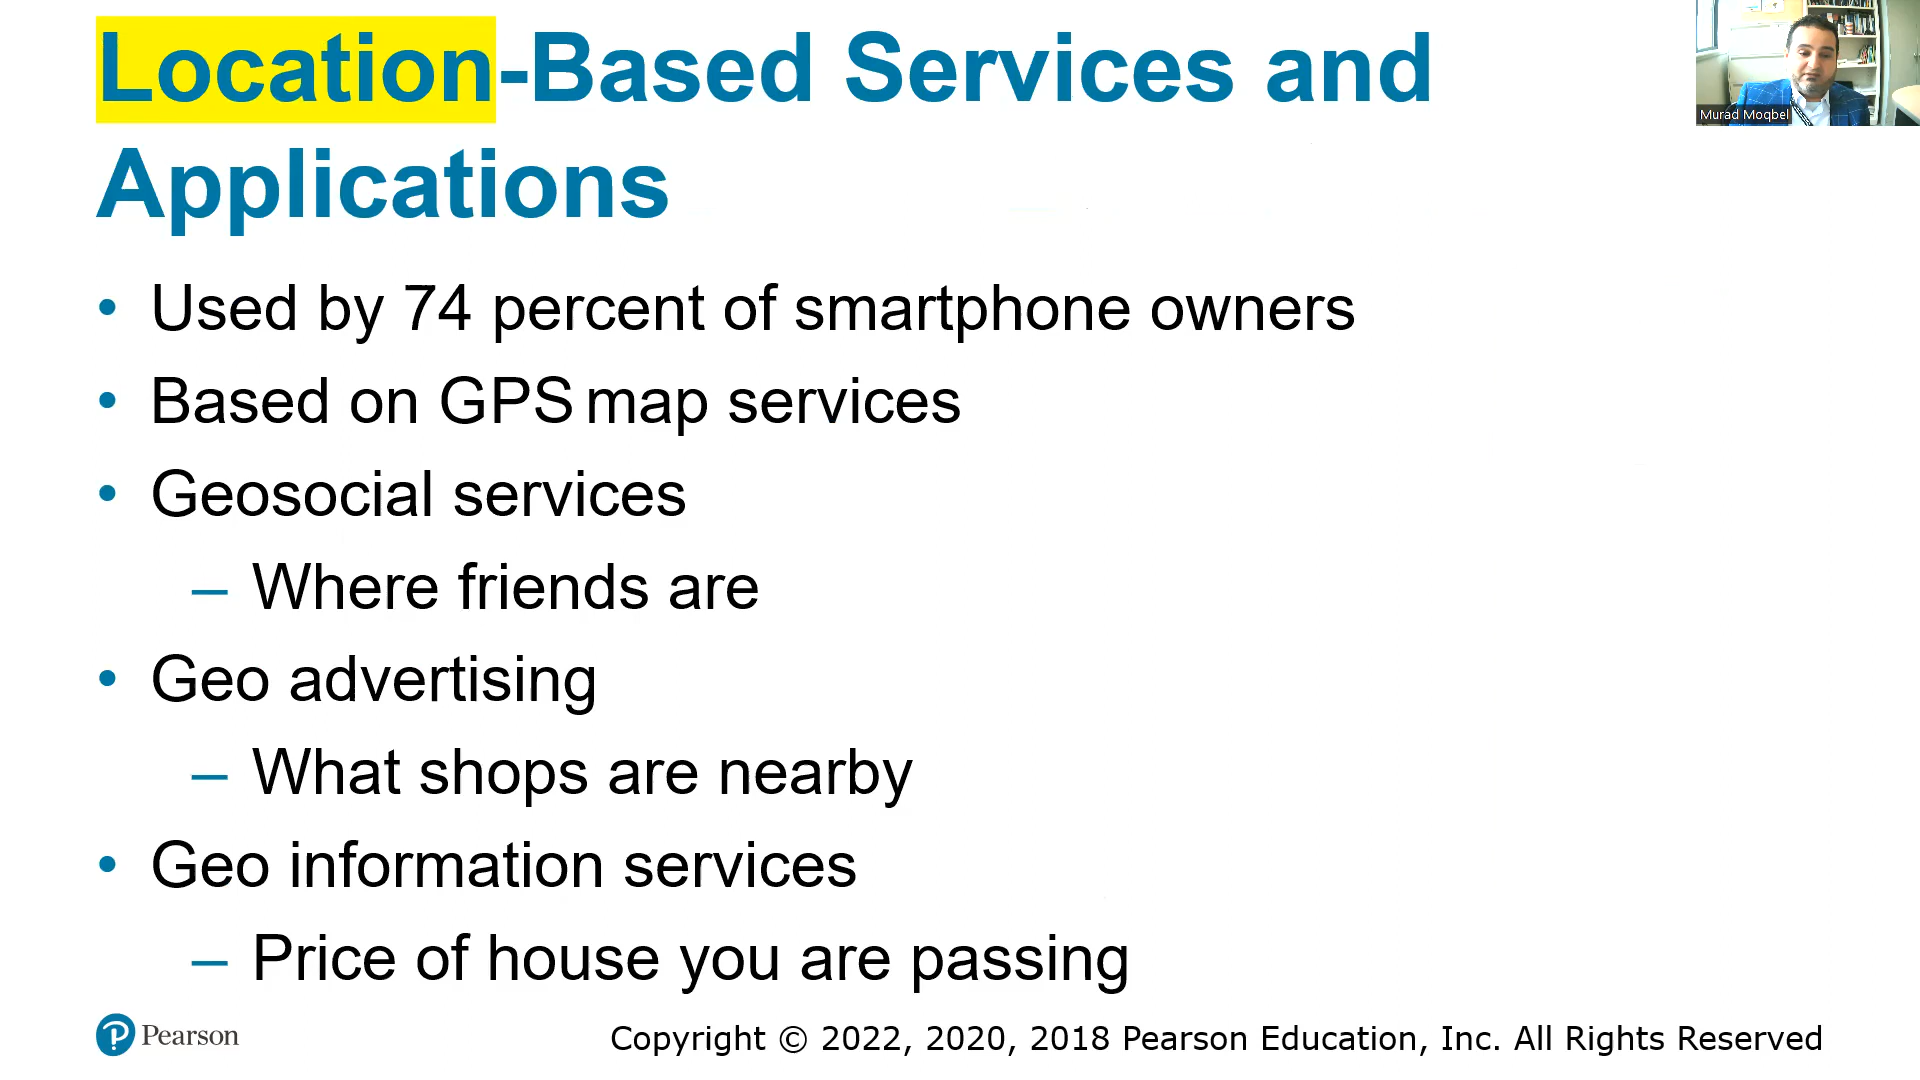 Location-Based Services and
Applications
Murad Moqbel
• Used by 74 percent of smartphone owners
• Based on GPS map services
• Geosocial services
– Where friends are
• Geo advertising
– What shops are nearby
• Geo information services
– Price of house you are passing
Pearson
Copyright © 2022, 2020, 2018 Pearson Education, Inc. All Rights Reserved